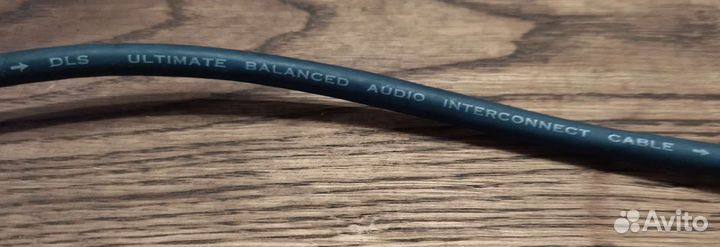 → DLS ULTIMATE BALANCED AUDIO INTERCONNECT CABLE →
Avito